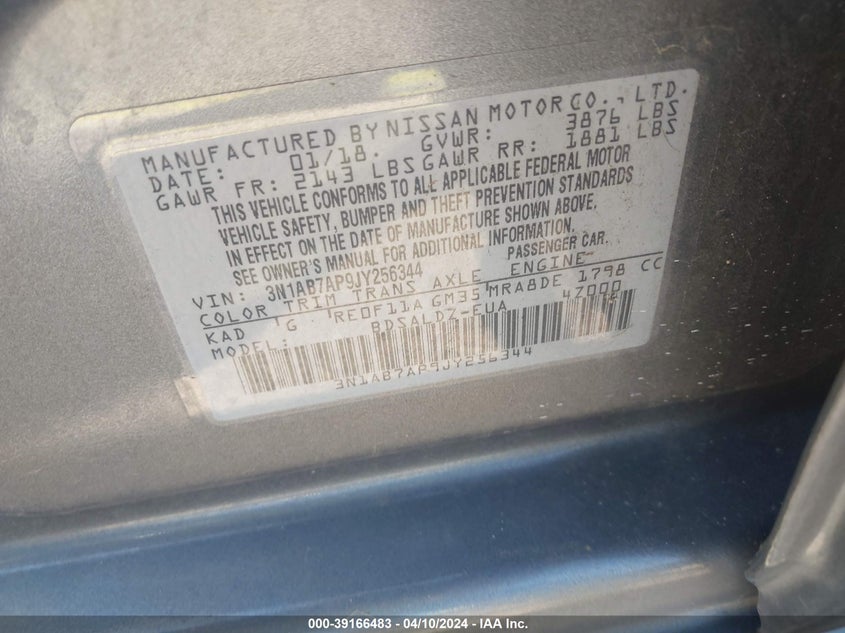 MANUFACTURED BY NISSAN MOTOR CO., LTD.
DATE: 01/18. GVWR: 3876 LBS
GAWR FR: 2143 LBS GAWR RR: 1881 LBS
THIS VEHICLE CONFORMS TO ALL APPLICABLE FEDERAL MOTOR
VEHICLE SAFETY, BUMPER AND THEFT PREVENTION STANDARDS
IN EFFECT ON THE DATE OF MANUFACTURE SHOWN ABOVE.
SEE OWNER'S MANUAL FOR ADDITIONAL INFORMATION.
VIN: 3N1AB7AP9JY256344 PASSENGER CAR.
COLOR TRIM TRANS AXLE ENGINE
KAD G RE0F11A GM35 MRA8DE 1798 CC
MODEL: BDSALDZ-EUA 47000
3N1AB7AP9JY256344
000-39166483 - 04/10/2024 - IAA Inc.